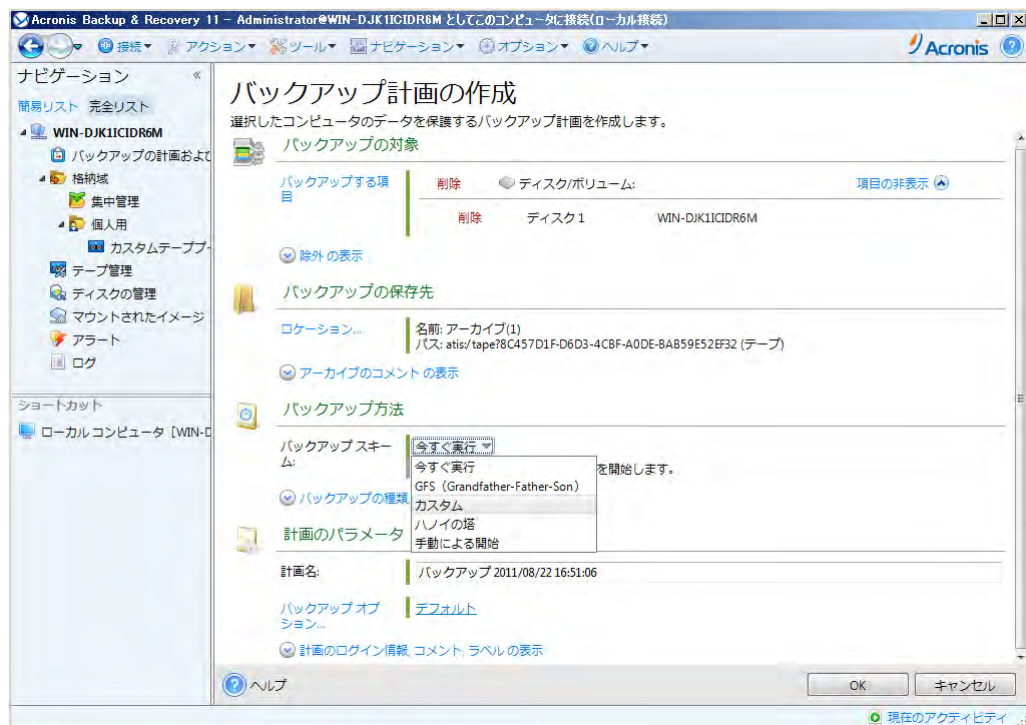 Acronis Backup & Recovery 11 - Administrator@WIN-DJK1ICIDR6M としてこのコンピュータに接続(ローカル接続)
接続 アクション ツール ナビゲーション オプション ヘルプ Acronis
ナビゲーション
簡易リスト 完全リスト
WIN-DJK1ICIDR6M
バックアップの計画およ
格納域
集中管理
個人用
カスタムテーププー
テープ管理
ディスクの管理
マウントされたイメージ
アラート
ログ
ショートカット
ローカル コンピュータ [WIN-D
バックアップ計画の作成
選択したコンピュータのデータを保護するバックアップ計画を作成します。
バックアップの対象
バックアップする項
目
削除 ディスク/ボリューム: 項目の非表示
削除 ディスク 1 WIN-DJK1ICIDR6M
除外 の表示
バックアップの保存先
ロケーション...
名前: アーカイブ(1)
パス: atis:/tape?8C457D1F-D6D3-4CBF-A0DE-BAB59E52EF32 (テープ)
アーカイブのコメント の表示
バックアップ方法
バックアップ スキー
ム:
今すぐ実行
今すぐ実行
を開始します。
GFS (Grandfather-Father-Son)
カスタム
ハノイの塔
手動による開始
バックアップの種類
計画のパラメータ
計画名: バックアップ 2011/08/22 16:51:06
バックアップ オプ
ション...
デフォルト
計画のログイン情報, コメント, ラベル の表示
ヘルプ OK キャンセル
現在のアクティビティ